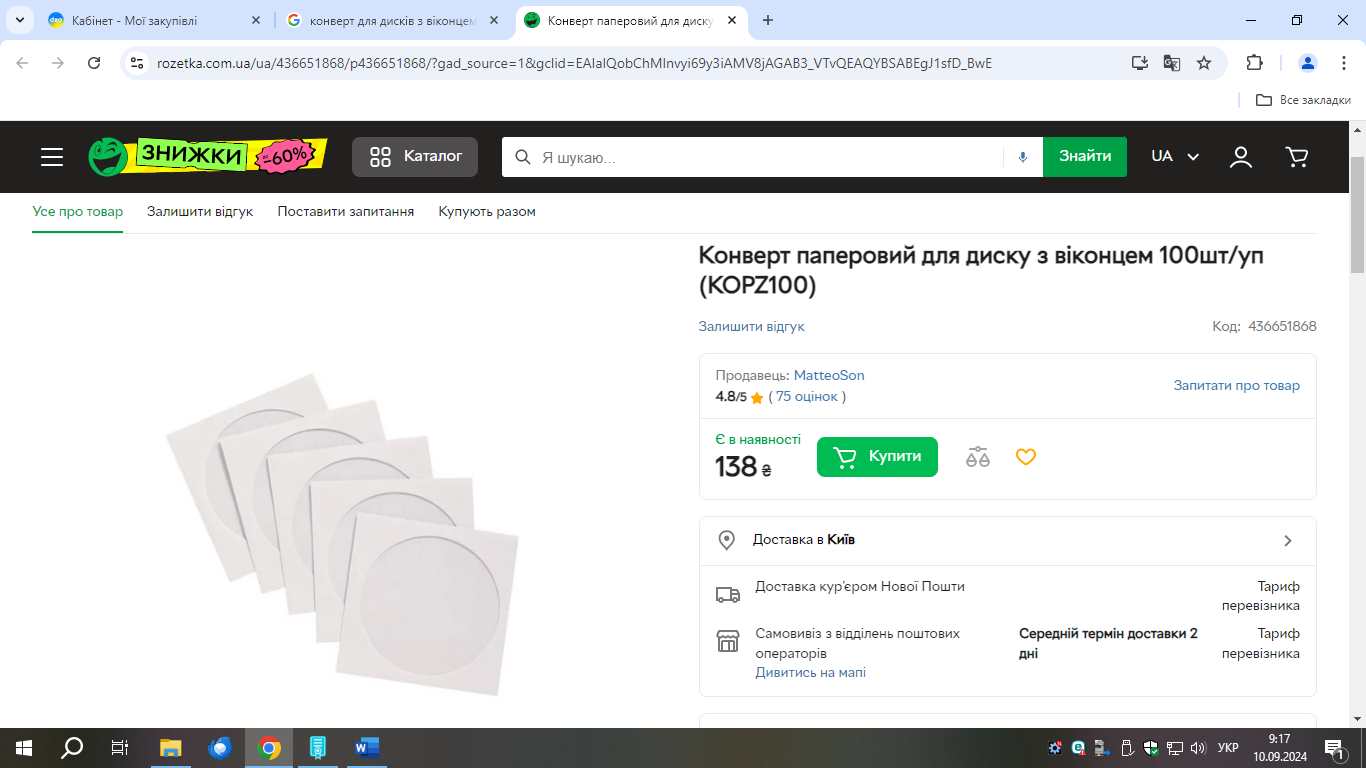 Кабінет - Мої закупівлі
конверт для дисків з віконцем
Конверт паперовий для диску
rozetka.com.ua/ua/436651868/p436651868/?gad_source=1&gclid=EAIaIQobChMInvyi69y3iAMV8jAGAB3_VTvQEAQYBSABEgJ1sfD_BwE
Все закладки
ЗНИЖКИ
-60%
Каталог
Я шукаю...
Знайти
UA
Усе про товар
Залишити відгук
Поставити запитання
Купують разом
Конверт паперовий для диску з віконцем 100шт/уп
(KOPZ100)
Залишити відгук
Код: 436651868
Продавець: MatteoSon
4.8/5 ( 75 оцінок )
Запитати про товар
Є в наявності
138 ₴
Купити
Доставка в Київ
Доставка кур'єром Нової Пошти
Тариф
перевізника
Самовивіз з відділень поштових
операторів
Дивитись на мапі
Середній термін доставки 2
дні
Тариф
перевізника
УКР
9:17
10.09.2024
1